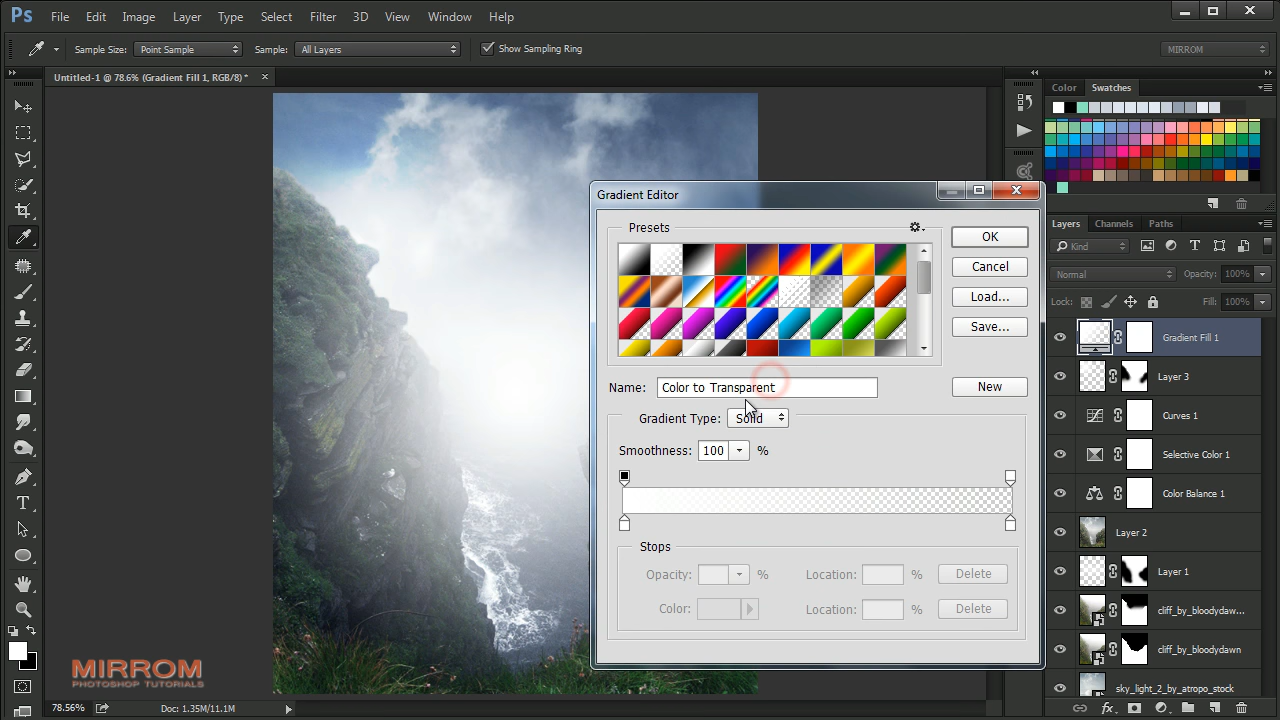 Ps File Edit Image Layer Type Select Filter 3D View Window Help
Sample Size: Point Sample Sample: All Layers Show Sampling Ring MIRROM
Untitled-1 @ 78.6% (Gradient Fill 1, RGB/8) *
Color Swatches
Gradient Editor
Presets
OK
Cancel
Load...
Save...
Name: Color to Transparent New
Gradient Type: Solid
Smoothness: 100 %
Stops
Opacity: % Location: % Delete
Color: Location: % Delete
Layers Channels Paths
Kind
Normal Opacity: 100%
Lock: Fill: 100%
Gradient Fill 1
Layer 3
Curves 1
Selective Color 1
Color Balance 1
Layer 2
Layer 1
cliff_by_bloodydaw...
cliff_by_bloodydawn
sky_light_2_by_atropo_stock
MIRROM
PHOTOSHOP TUTORIALS
78.56% Doc: 1.35M/11.1M